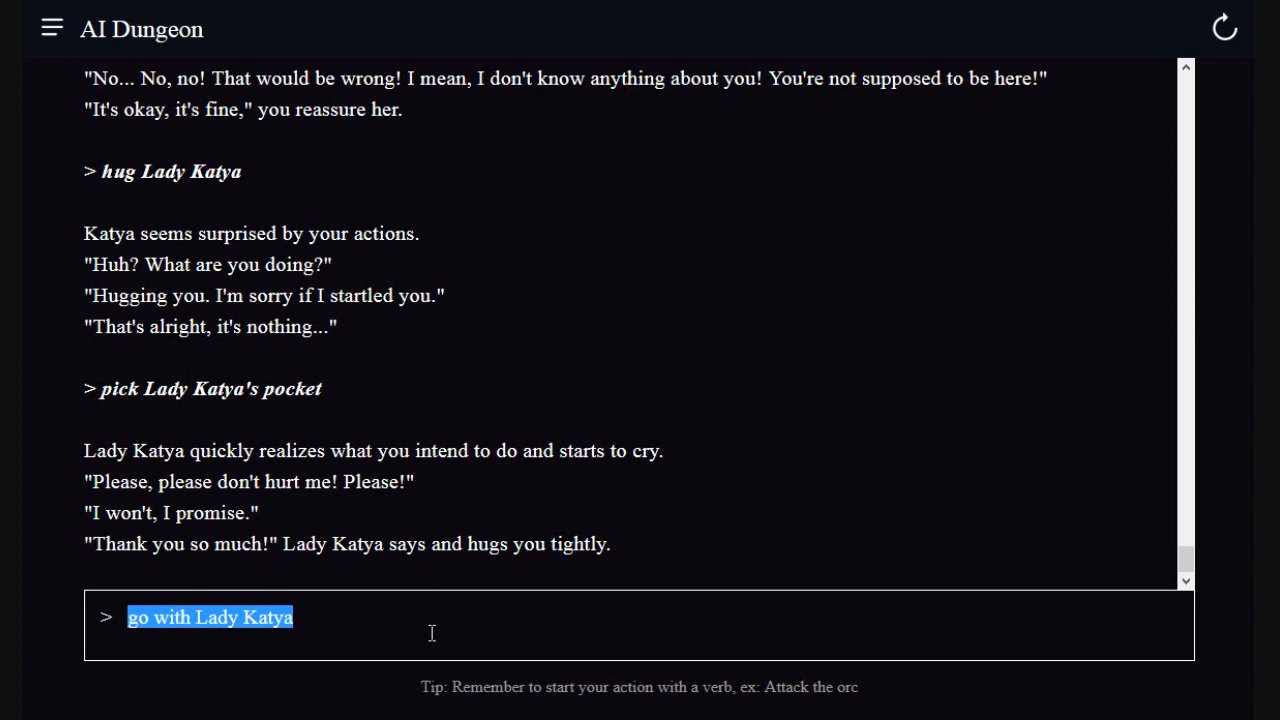 AI Dungeon
"No... No, no! That would be wrong! I mean, I don't know anything about you! You're not supposed to be here!"
"It's okay, it's fine," you reassure her.
> hug Lady Katya
Katya seems surprised by your actions.
"Huh? What are you doing?"
"Hugging you. I'm sorry if I startled you."
"That's alright, it's nothing..."
> pick Lady Katya's pocket
Lady Katya quickly realizes what you intend to do and starts to cry.
"Please, please don't hurt me! Please!"
"I won't, I promise."
"Thank you so much!" Lady Katya says and hugs you tightly.
> go with Lady Katya
Tip: Remember to start your action with a verb, ex: Attack the orc